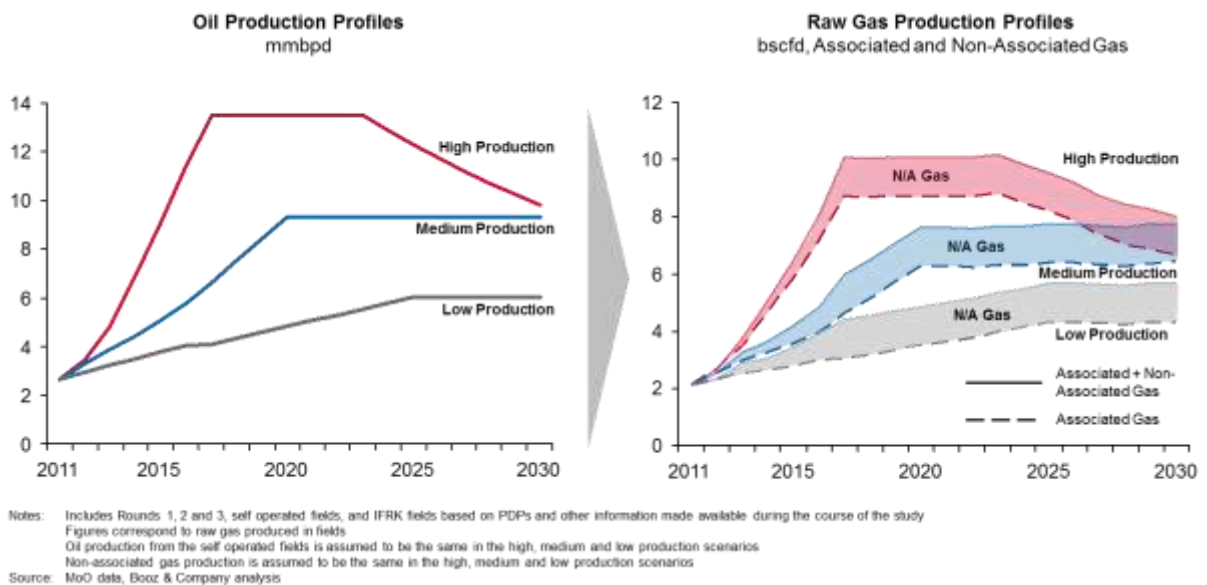 Oil Production Profiles
mmbpd
14
12
10
8
6
4
2
0
High Production
Medium Production
Low Production
2011
2015
2020
2025
2030
Raw Gas Production Profiles
bscfd, Associated and Non-Associated Gas
12
10
8
6
4
2
0
N/A Gas
High Production
N/A Gas
Medium Production
N/A Gas
Low Production
Associated + Non-
Associated Gas
Associated Gas
2011
2015
2020
2025
2030
Notes: Includes Rounds 1, 2 and 3, self operated fields, and IFRK fields based on PDPs and other information made available during the course of the study
Figures correspond to raw gas produced in fields
Oil production from the self operated fields is assumed to be the same in the high, medium and low production scenarios
Non-associated gas production is assumed to be the same in the high, medium and low production scenarios
Source: MoO data, Booz & Company analysis